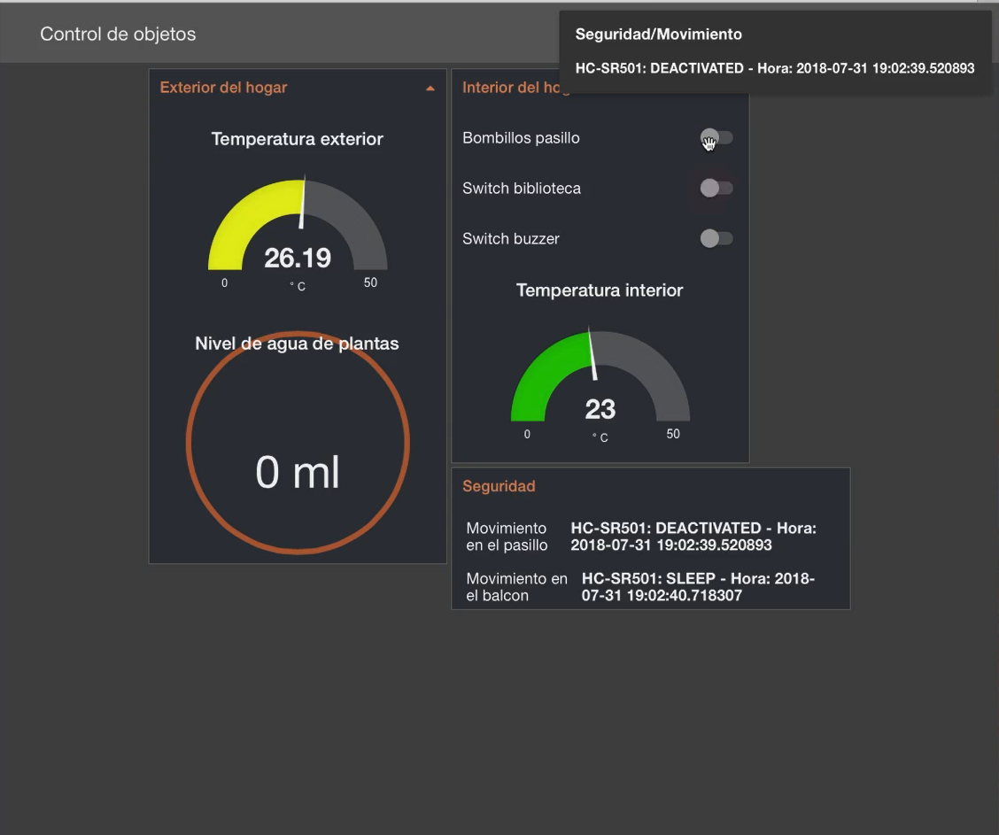 Control de objetos
Seguridad/Movimiento
HC-SR501: DEACTIVATED - Hora: 2018-07-31 19:02:39.520893
Exterior del hogar
Temperatura exterior
26.19
0
° C
50
Nivel de agua de plantas
0 ml
Interior del hog
Bombillos pasillo
Switch biblioteca
Switch buzzer
Temperatura interior
23
0
° C
50
Seguridad
Movimiento
en el pasillo
HC-SR501: DEACTIVATED - Hora:
2018-07-31 19:02:39.520893
Movimiento en
el balcon
HC-SR501: SLEEP - Hora: 2018-
07-31 19:02:40.718307